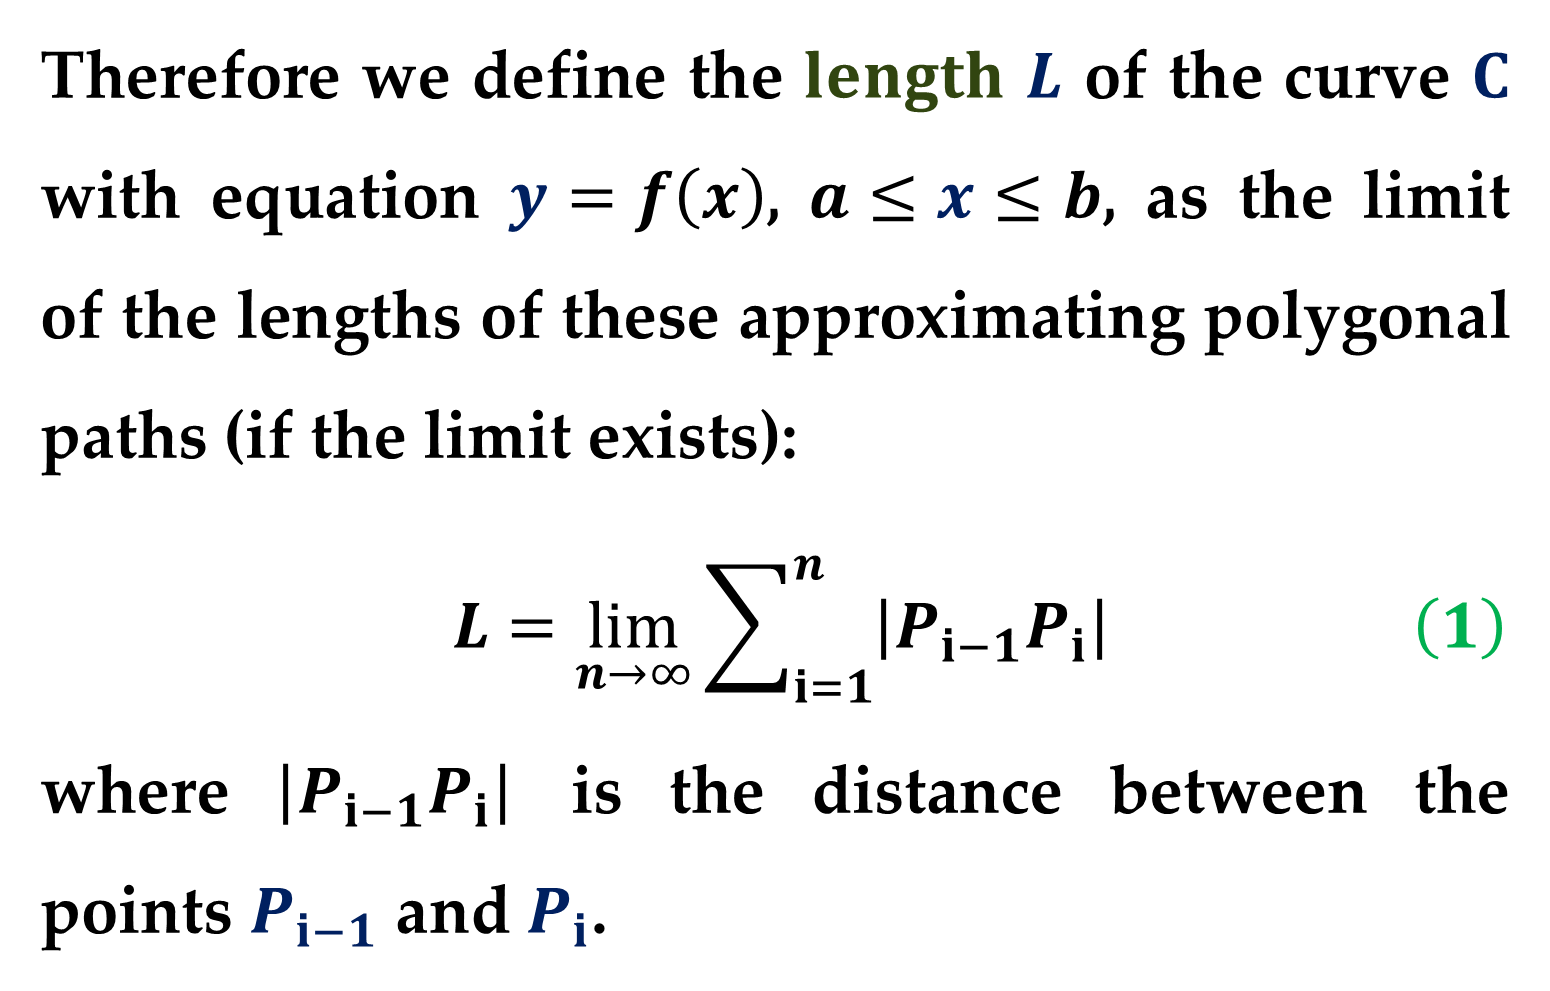 Therefore we define the length L of the curve C
with equation y = f(x), a ≤ x ≤ b, as the limit
of the lengths of these approximating polygonal
paths (if the limit exists):
L = lim_{n→∞} ∑_{i=1}^{n} |P_{i−1}P_i| (1)
where |P_{i−1}P_i| is the distance between the
points P_{i−1} and P_i.